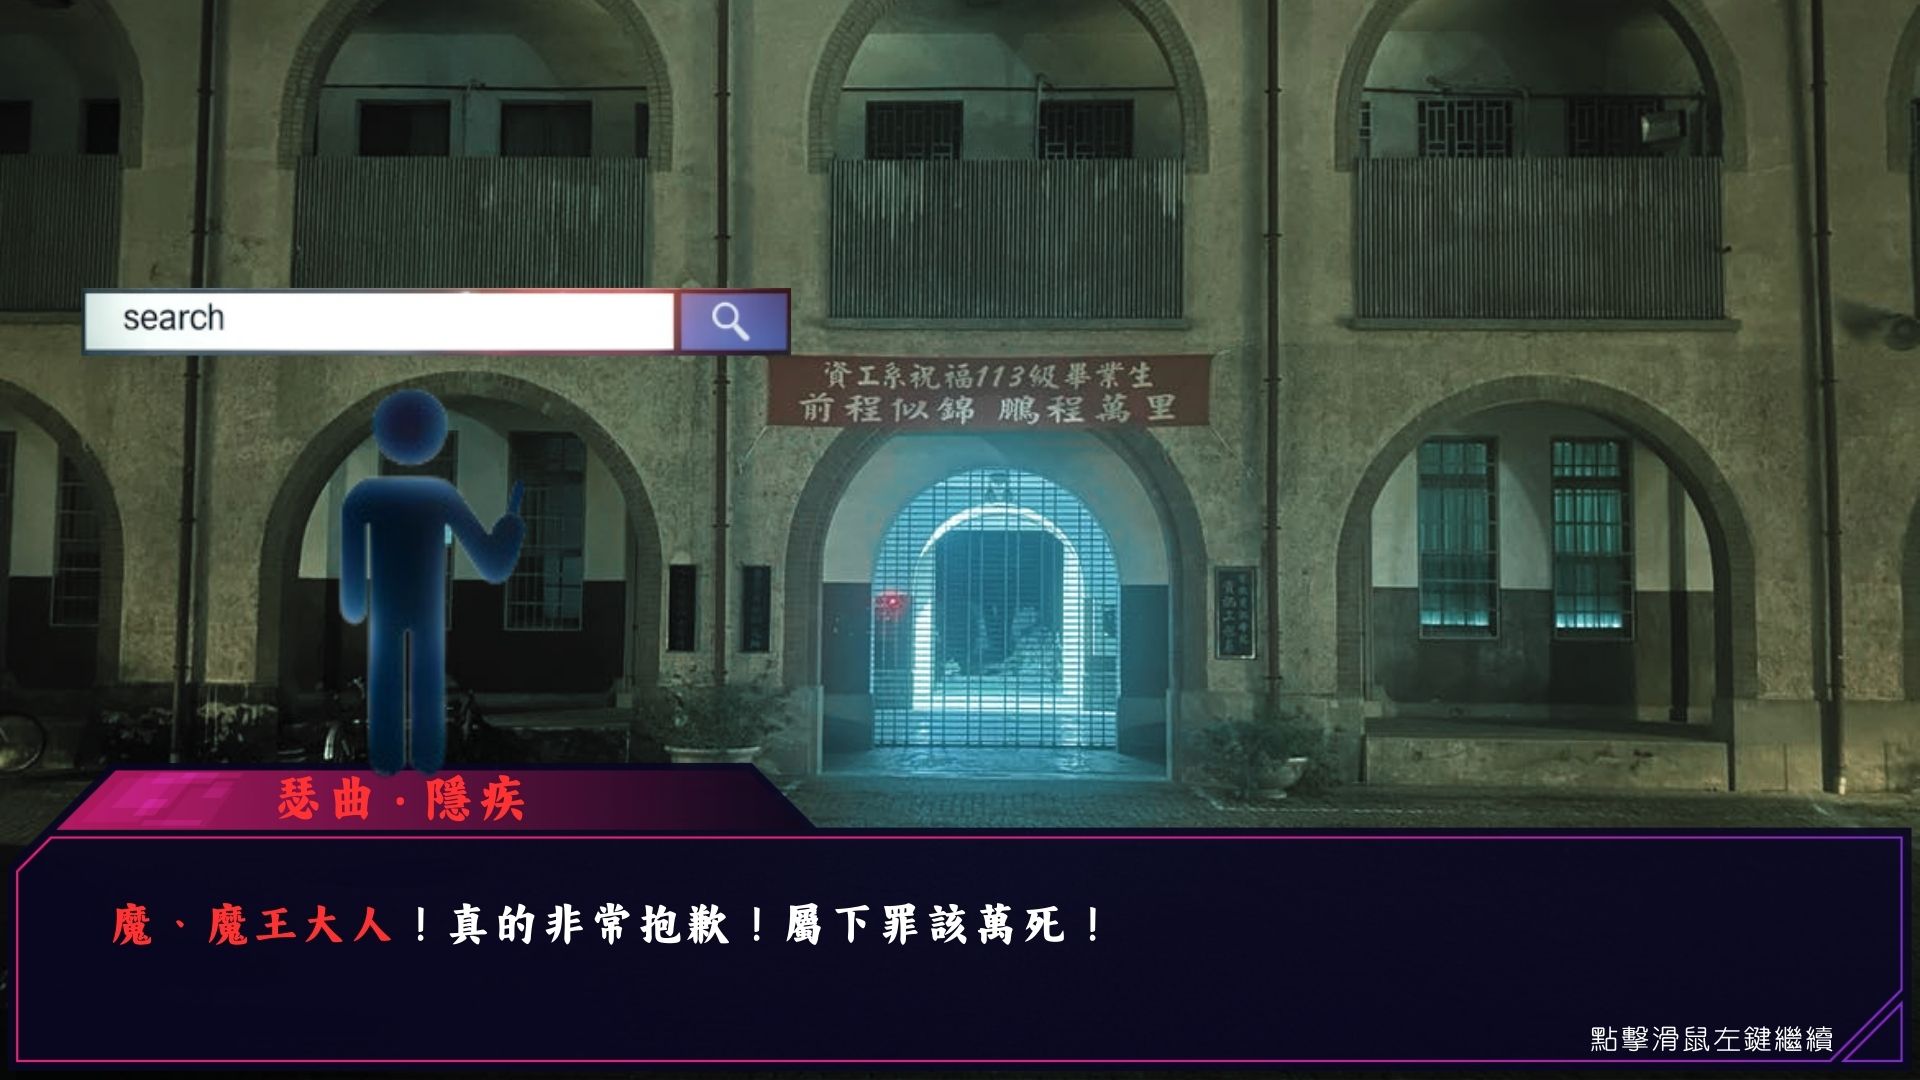 search
資工系祝福113級畢業生
前程似錦 鵬程萬里
瑟曲·隱疾
魔、魔王大人！真的非常抱歉！屬下罪該萬死！
點擊滑鼠左鍵繼續